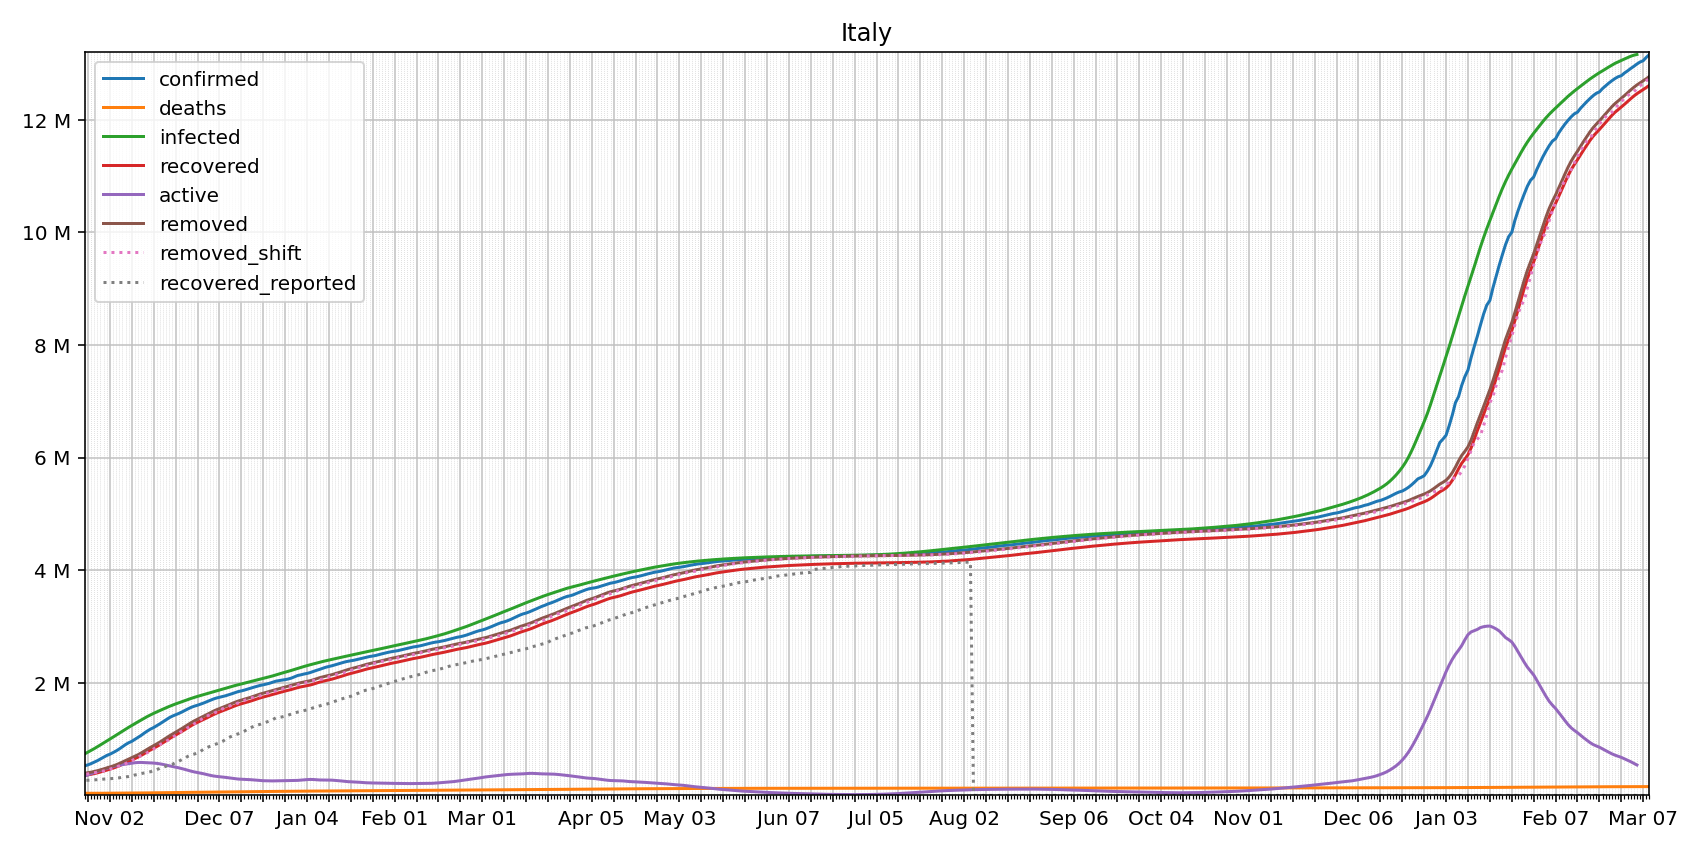 Italy
confirmed
deaths
infected
recovered
active
removed
removed_shift
recovered_reported
12 M
10 M
8 M
6 M
4 M
2 M
Nov 02 Dec 07 Jan 04 Feb 01 Mar 01 Apr 05 May 03 Jun 07 Jul 05 Aug 02 Sep 06 Oct 04 Nov 01 Dec 06 Jan 03 Feb 07 Mar 07